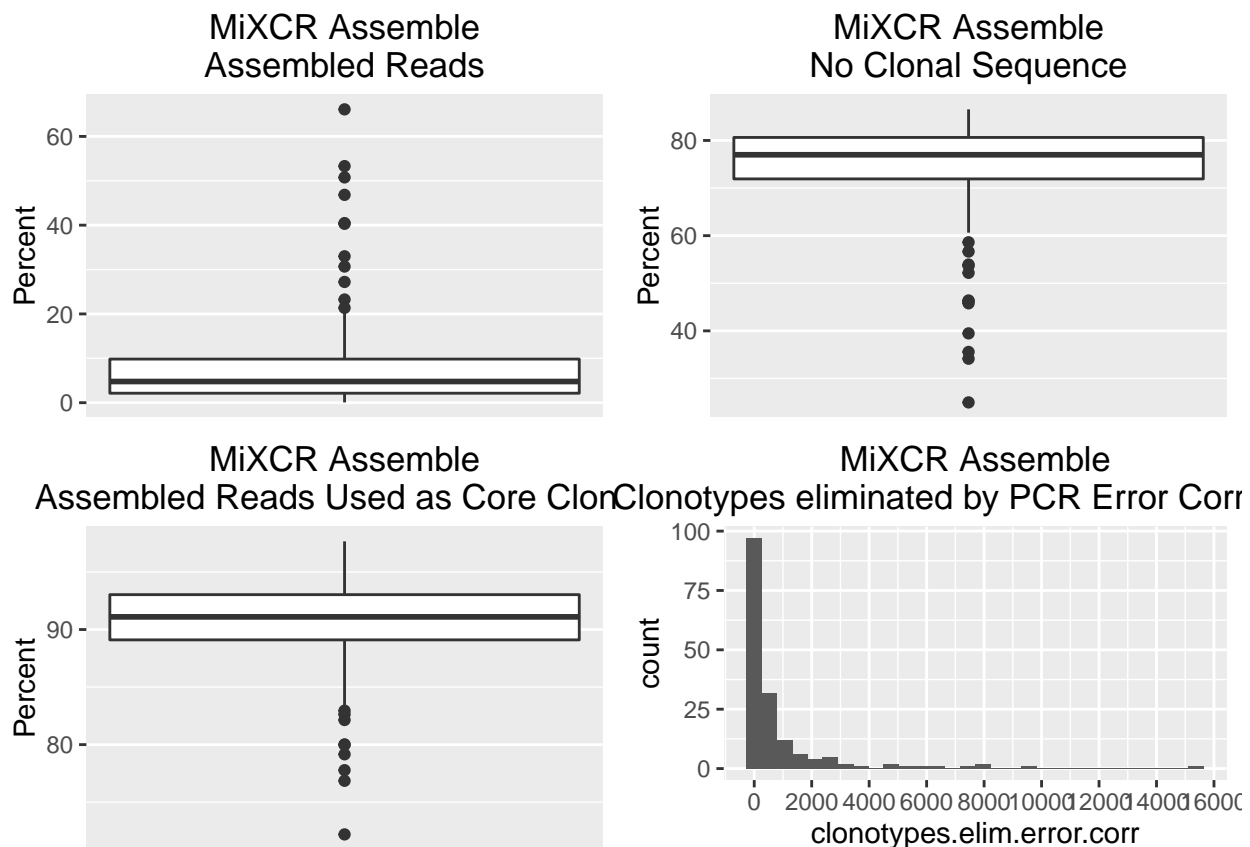 MiXCR Assemble
Assembled Reads
60
40
20
0
Percent
MiXCR Assemble
No Clonal Sequence
80
60
40
Percent
MiXCR Assemble
Assembled Reads Used as Core Clon
90
80
Percent
MiXCR Assemble
Clonotypes eliminated by PCR Error Corr
100
75
50
25
0
count
0 2000 4000 6000 8000 10000 12000 14000 16000
clonotypes.elim.error.corr